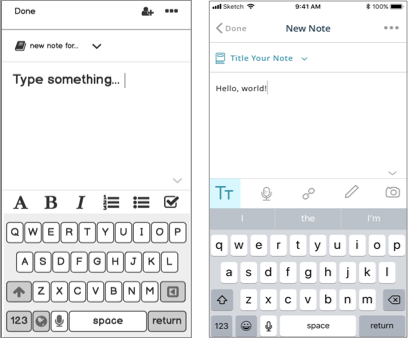 Done
new note for..
Type something...
A B I
Q W E R T Y U I O P
A S D F G H J K L
Z X C V B N M
123 space return
Sketch 9:41 AM 100%
Done New Note
Title Your Note
Hello, world!
TT
I the I'm
q w e r t y u i o p
a s d f g h j k l
z x c v b n m
123 space return